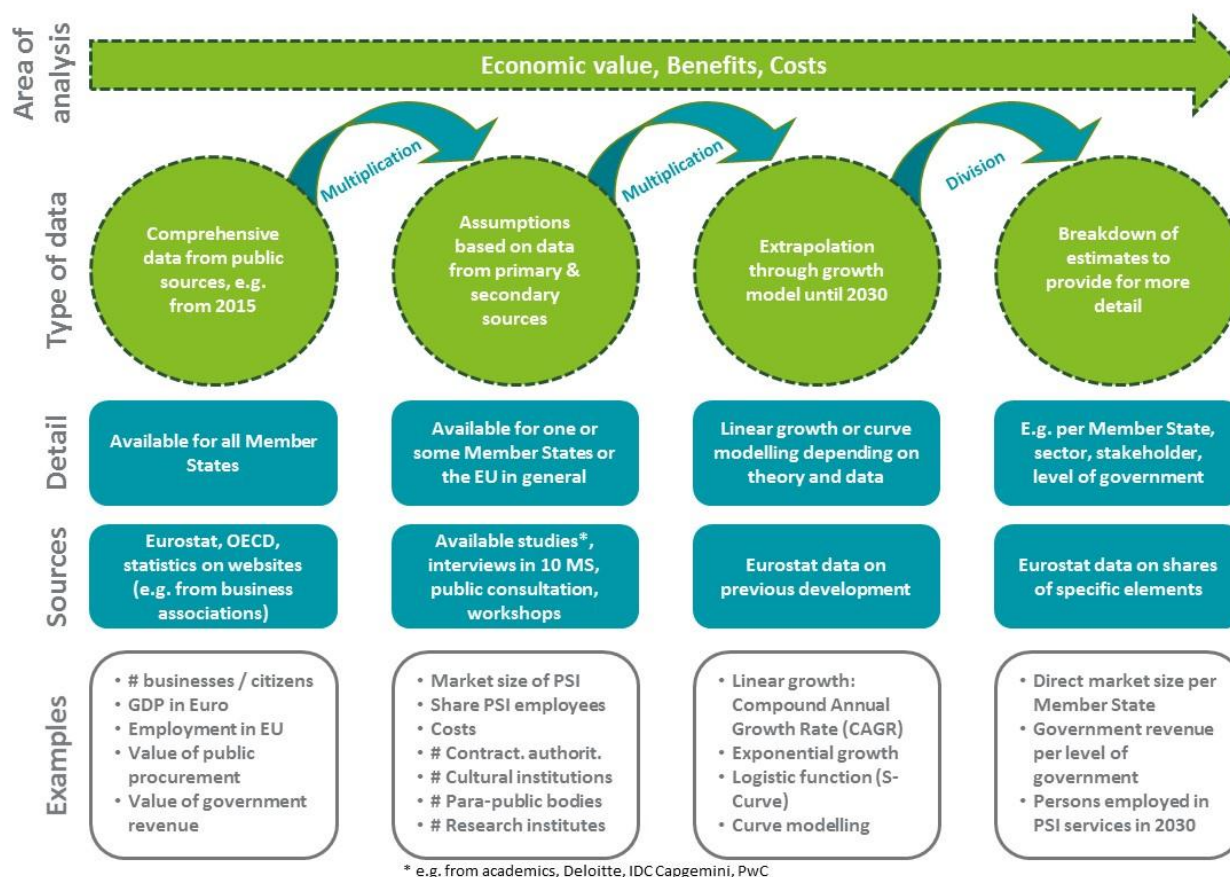 Area of
analysis
Economic value, Benefits, Costs
Multiplication
Multiplication
Division
Type of data
Comprehensive
data from public
sources, e.g.
from 2015
Assumptions
based on data
from primary &
secondary
sources
Extrapolation
through growth
model until 2030
Breakdown of
estimates to
provide for more
detail
Detail
Available for all Member
States
Available for one or
some Member States or
the EU in general
Linear growth or curve
modelling depending on
theory and data
E.g. per Member State,
sector, stakeholder,
level of government
Sources
Eurostat, OECD,
statistics on websites
(e.g. from business
associations)
Available studies*,
interviews in 10 MS,
public consultation,
workshops
Eurostat data on
previous development
Eurostat data on shares
of specific elements
Examples
• # businesses / citizens
• GDP in Euro
• Employment in EU
• Value of public
procurement
• Value of government
revenue
• Market size of PSI
• Share PSI employees
• Costs
• # Contract. authorit.
• # Cultural institutions
• # Para-public bodies
• # Research institutes
• Linear growth:
Compound Annual
Growth Rate (CAGR)
• Exponential growth
• Logistic function (S-
Curve)
• Curve modelling
• Direct market size per
Member State
• Government revenue
per level of
government
• Persons employed in
PSI services in 2030
* e.g. from academics, Deloitte, IDC Capgemini, PwC